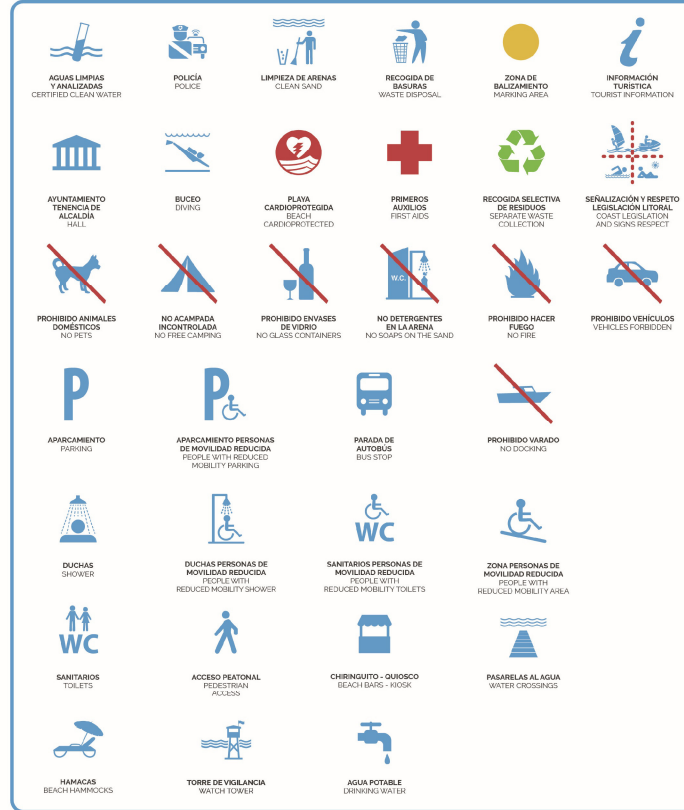 AGUAS LIMPIAS
Y ANALIZADAS
CERTIFIED CLEAN WATER
POLICÍA
POLICE
LIMPIEZA DE ARENAS
CLEAN SAND
RECOGIDA DE
BASURAS
WASTE DISPOSAL
ZONA DE
BALIZAMIENTO
MARKING AREA
INFORMACIÓN
TURÍSTICA
TOURIST INFORMATION
AYUNTAMIENTO
TENENCIA DE
ALCALDÍA
HALL
BUCEO
DIVING
PLAYA
CARDIOPROTEGIDA
BEACH
CARDIOPROTECTED
PRIMEROS
AUXILIOS
FIRST AIDS
RECOGIDA SELECTIVA
DE RESIDUOS
SEPARATE WASTE
COLLECTION
SEÑALIZACIÓN Y RESPETO
LEGISLACIÓN LITORAL
COAST LEGISLATION
AND SIGNS RESPECT
PROHIBIDO ANIMALES
DOMÉSTICOS
NO PETS
NO ACAMPADA
INCONTROLADA
NO FREE CAMPING
PROHIBIDO ENVASES
DE VIDRIO
NO GLASS CONTAINERS
W.C.
NO DETERGENTES
EN LA ARENA
NO SOAPS ON THE SAND
PROHIBIDO HACER
FUEGO
NO FIRE
PROHIBIDO VEHÍCULOS
VEHICLES FORBIDDEN
P
APARCAMIENTO
PARKING
P
APARCAMIENTO PERSONAS
DE MOVILIDAD REDUCIDA
PEOPLE WITH REDUCED
MOBILITY PARKING
PARADA DE
AUTOBÚS
BUS STOP
PROHIBIDO VARADO
NO DOCKING
DUCHAS
SHOWER
DUCHAS PERSONAS DE
MOVILIDAD REDUCIDA
PEOPLE WITH
REDUCED MOBILITY SHOWER
WC
SANITARIOS PERSONAS DE
MOVILIDAD REDUCIDA
PEOPLE WITH
REDUCED MOBILITY TOILETS
ZONA PERSONAS DE
MOVILIDAD REDUCIDA
PEOPLE WITH
REDUCED MOBILITY AREA
WC
SANITARIOS
TOILETS
ACCESO PEATONAL
PEDESTRIAN
ACCESS
CHIRINGUITO - QUIOSCO
BEACH BARS - KIOSK
PASARELAS AL AGUA
WATER CROSSINGS
HAMACAS
BEACH HAMMOCKS
TORRE DE VIGILANCIA
WATCH TOWER
AGUA POTABLE
DRINKING WATER